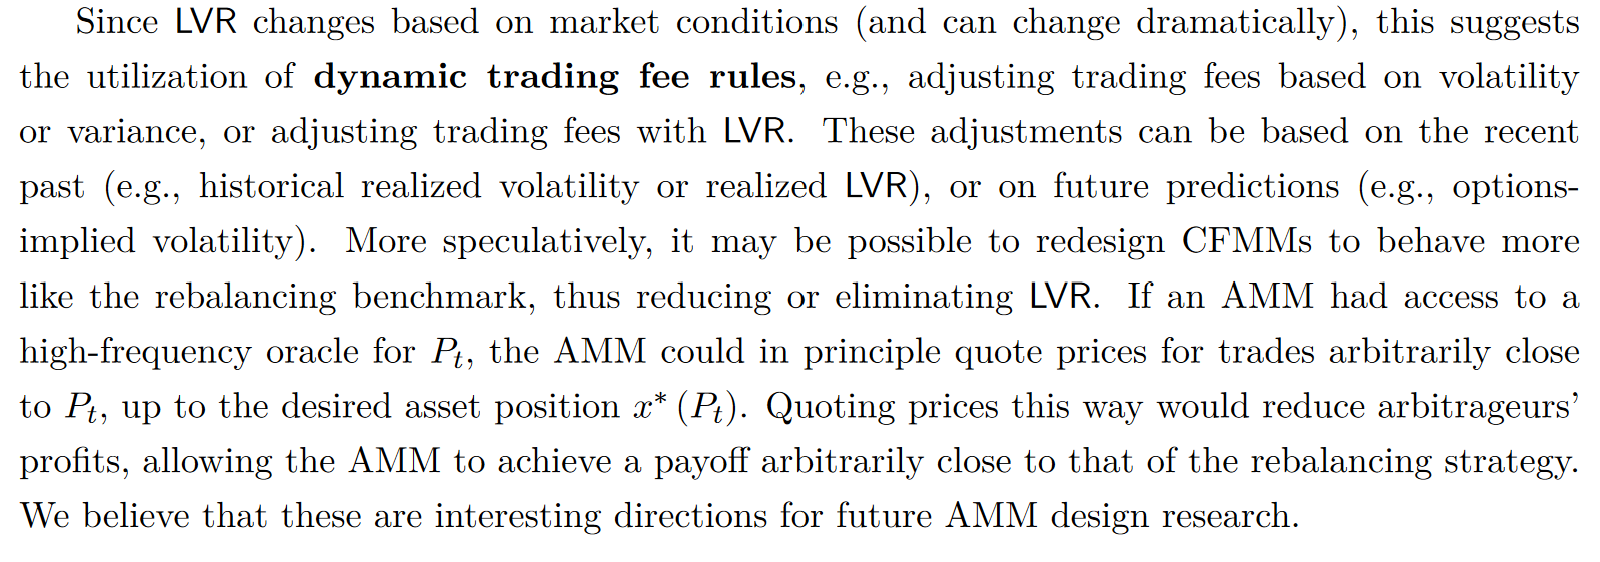 Since LVR changes based on market conditions (and can change dramatically), this suggests
the utilization of dynamic trading fee rules, e.g., adjusting trading fees based on volatility
or variance, or adjusting trading fees with LVR. These adjustments can be based on the recent
past (e.g., historical realized volatility or realized LVR), or on future predictions (e.g., options-
implied volatility). More speculatively, it may be possible to redesign CFMMs to behave more
like the rebalancing benchmark, thus reducing or eliminating LVR. If an AMM had access to a
high-frequency oracle for Pₜ, the AMM could in principle quote prices for trades arbitrarily close
to Pₜ, up to the desired asset position x* (Pₜ). Quoting prices this way would reduce arbitrageurs’
profits, allowing the AMM to achieve a payoff arbitrarily close to that of the rebalancing strategy.
We believe that these are interesting directions for future AMM design research.